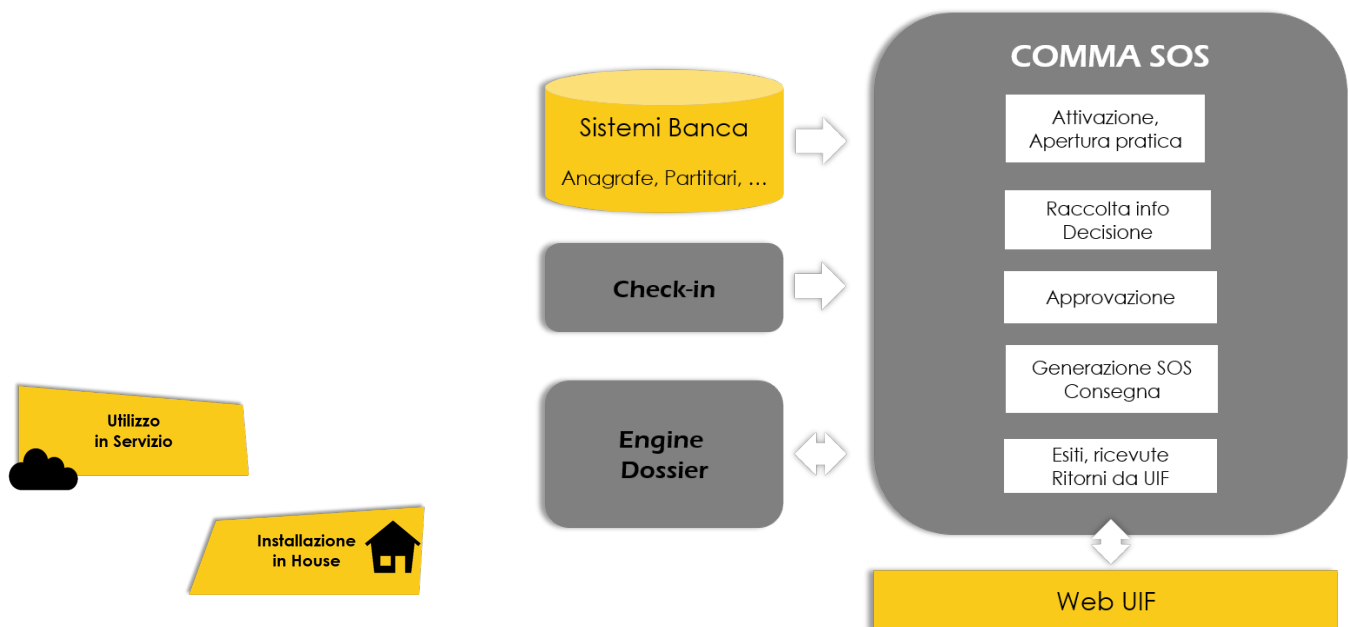 COMMA SOS
Sistemi Banca
Anagrafe, Partitari, ...
Attivazione,
Apertura pratica
Raccolta info
Decisione
Check-in
Approvazione
Generazione SOS
Consegna
Engine
Dossier
Esiti, ricevute
Ritorni da UIF
Utilizzo
in Servizio
Installazione
in House
Web UIF